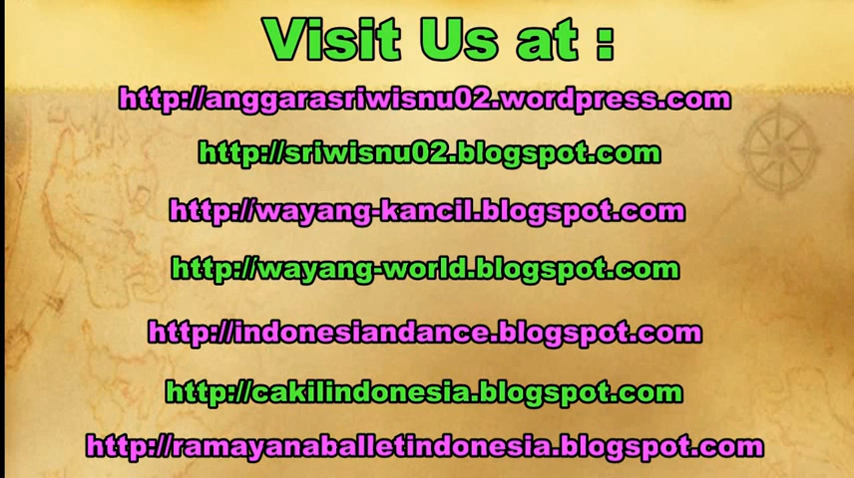 Visit Us at :
http://anggarasriwisnu02.wordpress.com
http://sriwisnu02.blogspot.com
http://wayang-kancil.blogspot.com
http://wayang-world.blogspot.com
http://indonesiandance.blogspot.com
http://cakilindonesia.blogspot.com
http://ramayanaballetindonesia.blogspot.com